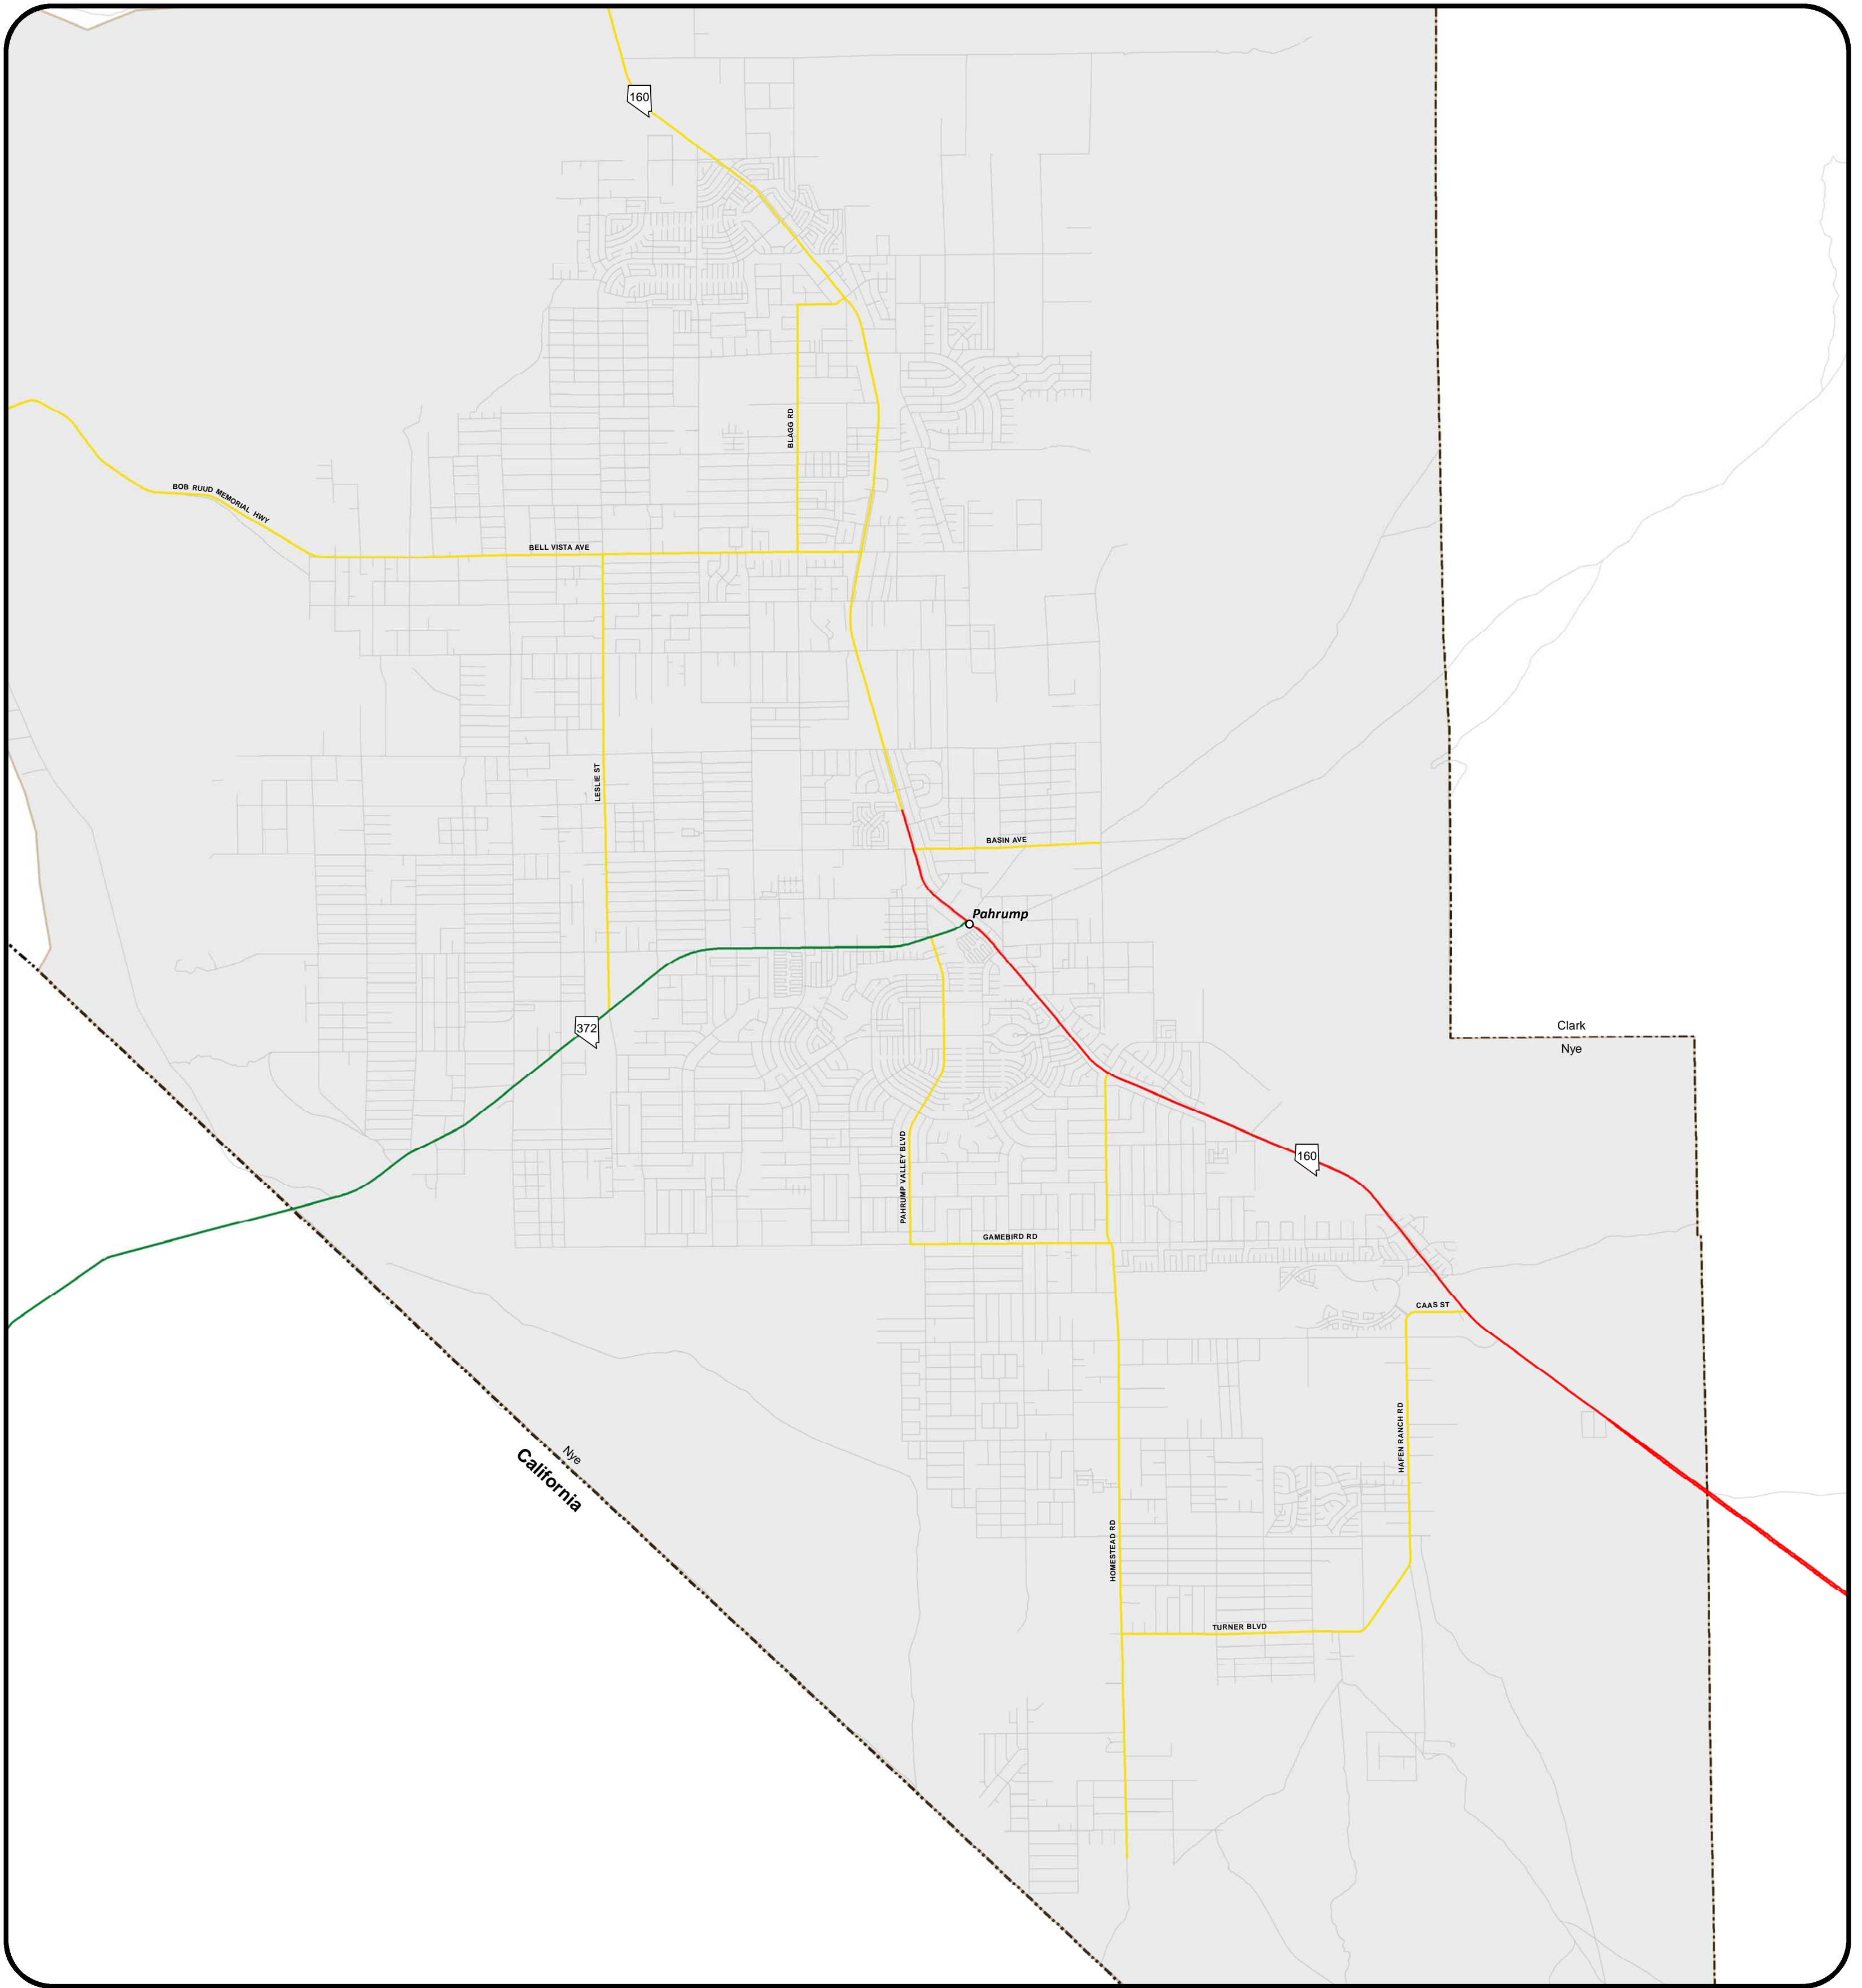 160
BLAGG RD
BOB RUUD MEMORIAL HWY
BELL VISTA AVE
LESLIE ST
BASIN AVE
Pahrump
372
Clark
Nye
160
PAHRUMP VALLEY BLVD
GAMEBIRD RD
CAAS ST
HAFEN RANCH RD
Nye
California
HOMESTEAD RD
TURNER BLVD